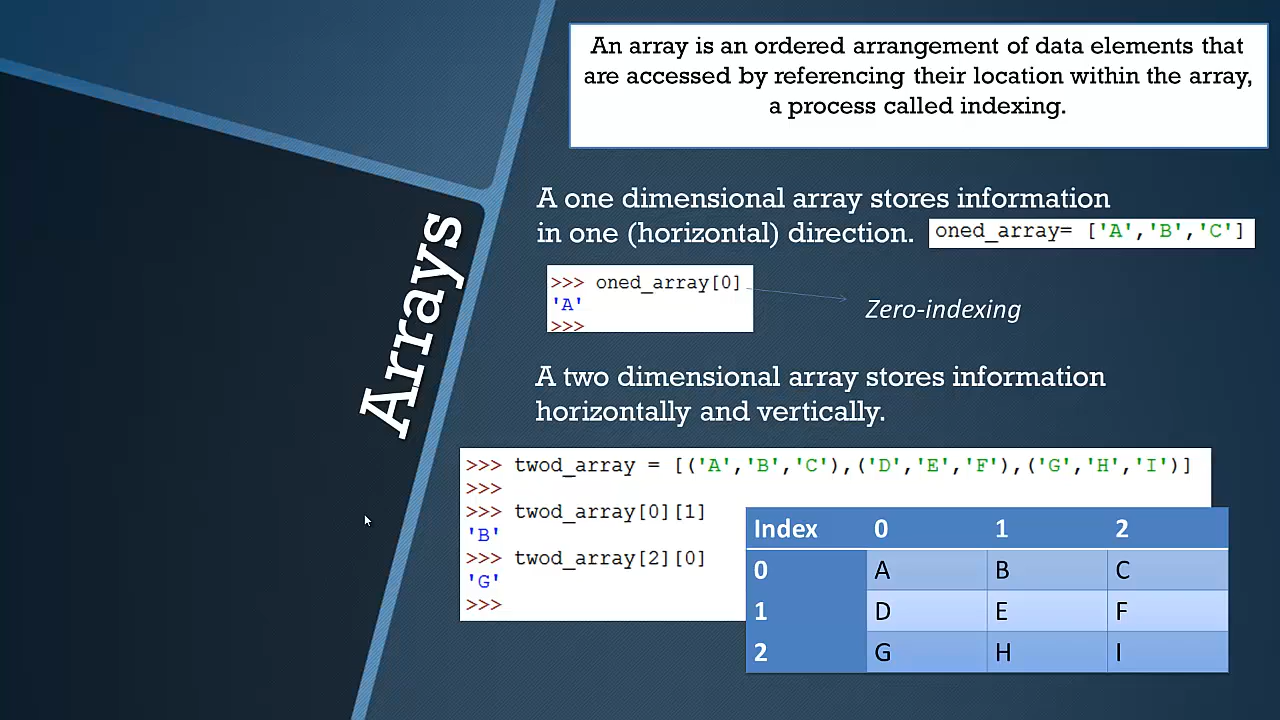 Arrays
An array is an ordered arrangement of data elements that
are accessed by referencing their location within the array,
a process called indexing.
A one dimensional array stores information
in one (horizontal) direction.
oned_array= ['A','B','C']
>>> oned_array[0]
'A'
>>>
Zero-indexing
A two dimensional array stores information
horizontally and vertically.
>>> twod_array = [('A','B','C'),('D','E','F'),('G','H','I')]
>>>
>>> twod_array[0][1]
'B'
>>> twod_array[2][0]
'G'
>>>
Index 0 1 2
0 A B C
1 D E F
2 G H I